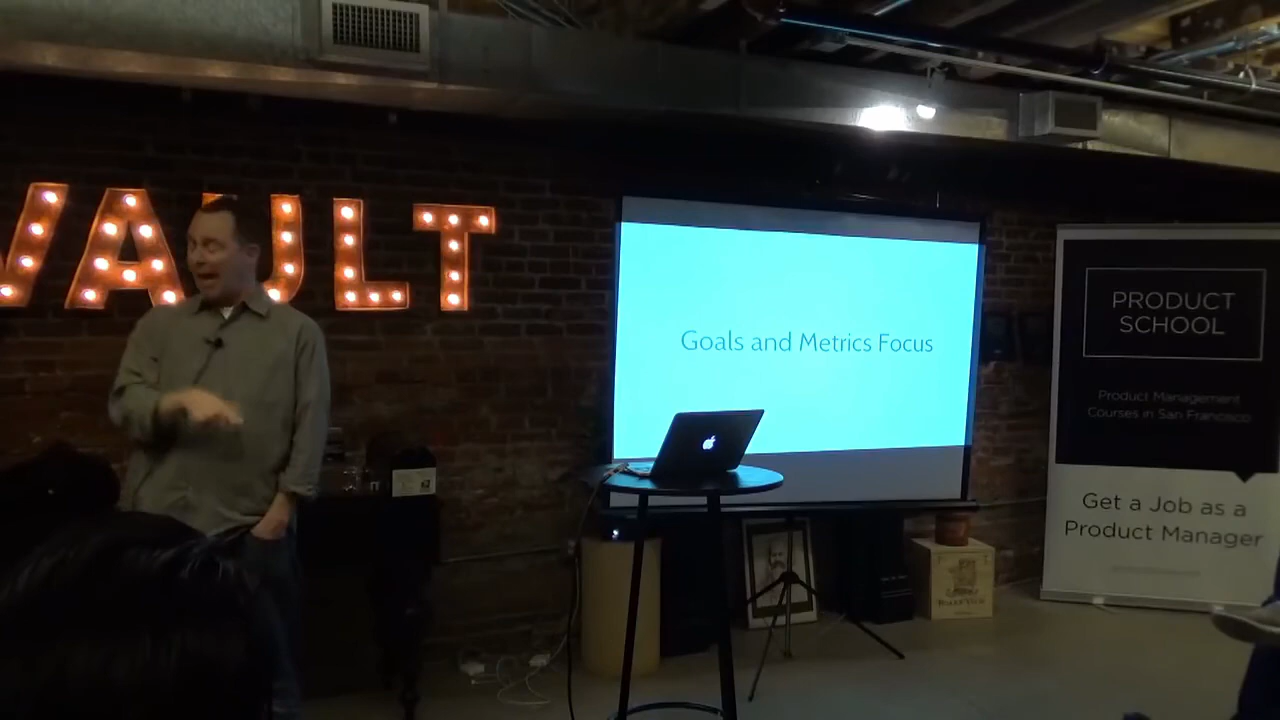 VAULT
Goals and Metrics Focus
PRODUCT
SCHOOL
Product Management
Courses in San Francisco
Get a Job as a
Product Manager